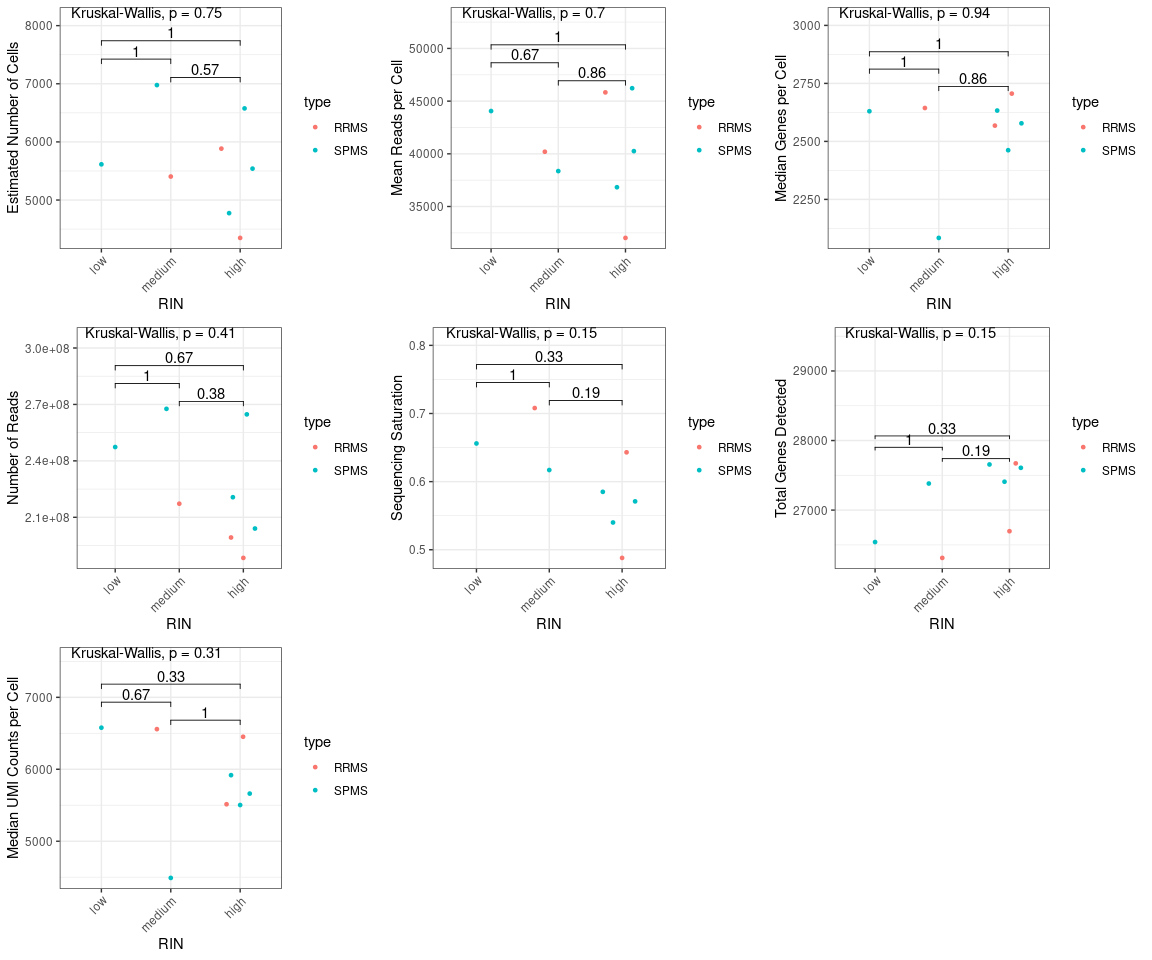 Kruskal-Wallis, p = 0.75
8000
7000
6000
5000
1
1
0.57
Estimated Number of Cells
low
medium
high
RIN
type
RRMS
SPMS
Kruskal-Wallis, p = 0.7
50000
45000
40000
35000
1
0.67
0.86
Mean Reads per Cell
low
medium
high
RIN
type
RRMS
SPMS
Kruskal-Wallis, p = 0.94
3000
2750
2500
2250
1
1
0.86
Median Genes per Cell
low
medium
high
RIN
type
RRMS
SPMS
Kruskal-Wallis, p = 0.41
3.0e+08
2.7e+08
2.4e+08
2.1e+08
0.67
1
0.38
Number of Reads
low
medium
high
RIN
type
RRMS
SPMS
Kruskal-Wallis, p = 0.15
0.8
0.7
0.6
0.5
0.33
1
0.19
Sequencing Saturation
low
medium
high
RIN
type
RRMS
SPMS
Kruskal-Wallis, p = 0.15
29000
28000
27000
0.33
1
0.19
Total Genes Detected
low
medium
high
RIN
type
RRMS
SPMS
Kruskal-Wallis, p = 0.31
7000
6000
5000
0.33
0.67
1
Median UMI Counts per Cell
low
medium
high
RIN
type
RRMS
SPMS